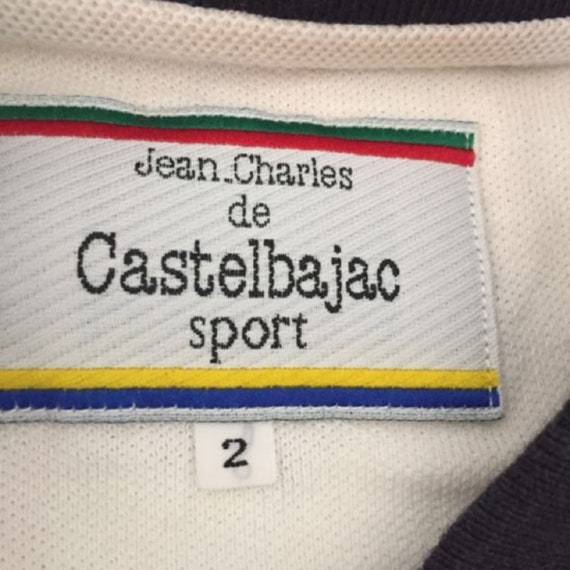 Jean-Charles
de
Castelbajac
sport
2